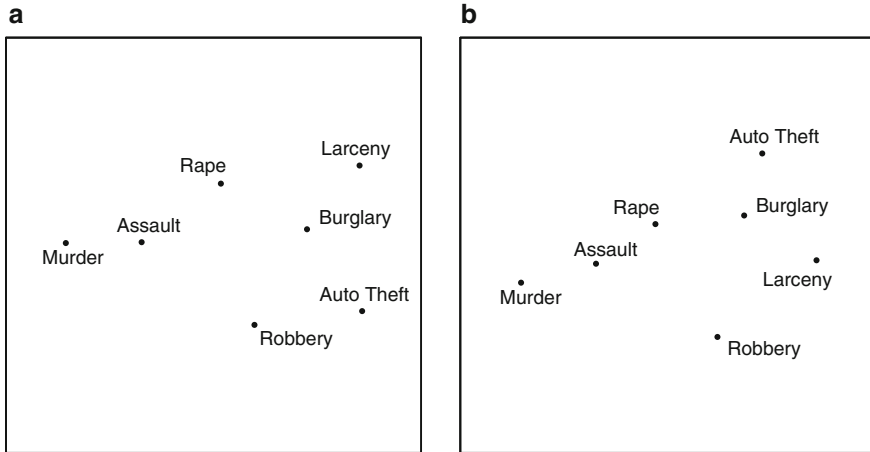 a
Larceny
Rape
Burglary
Assault
Murder
Auto Theft
Robbery
b
Auto Theft
Burglary
Rape
Assault
Larceny
Murder
Robbery